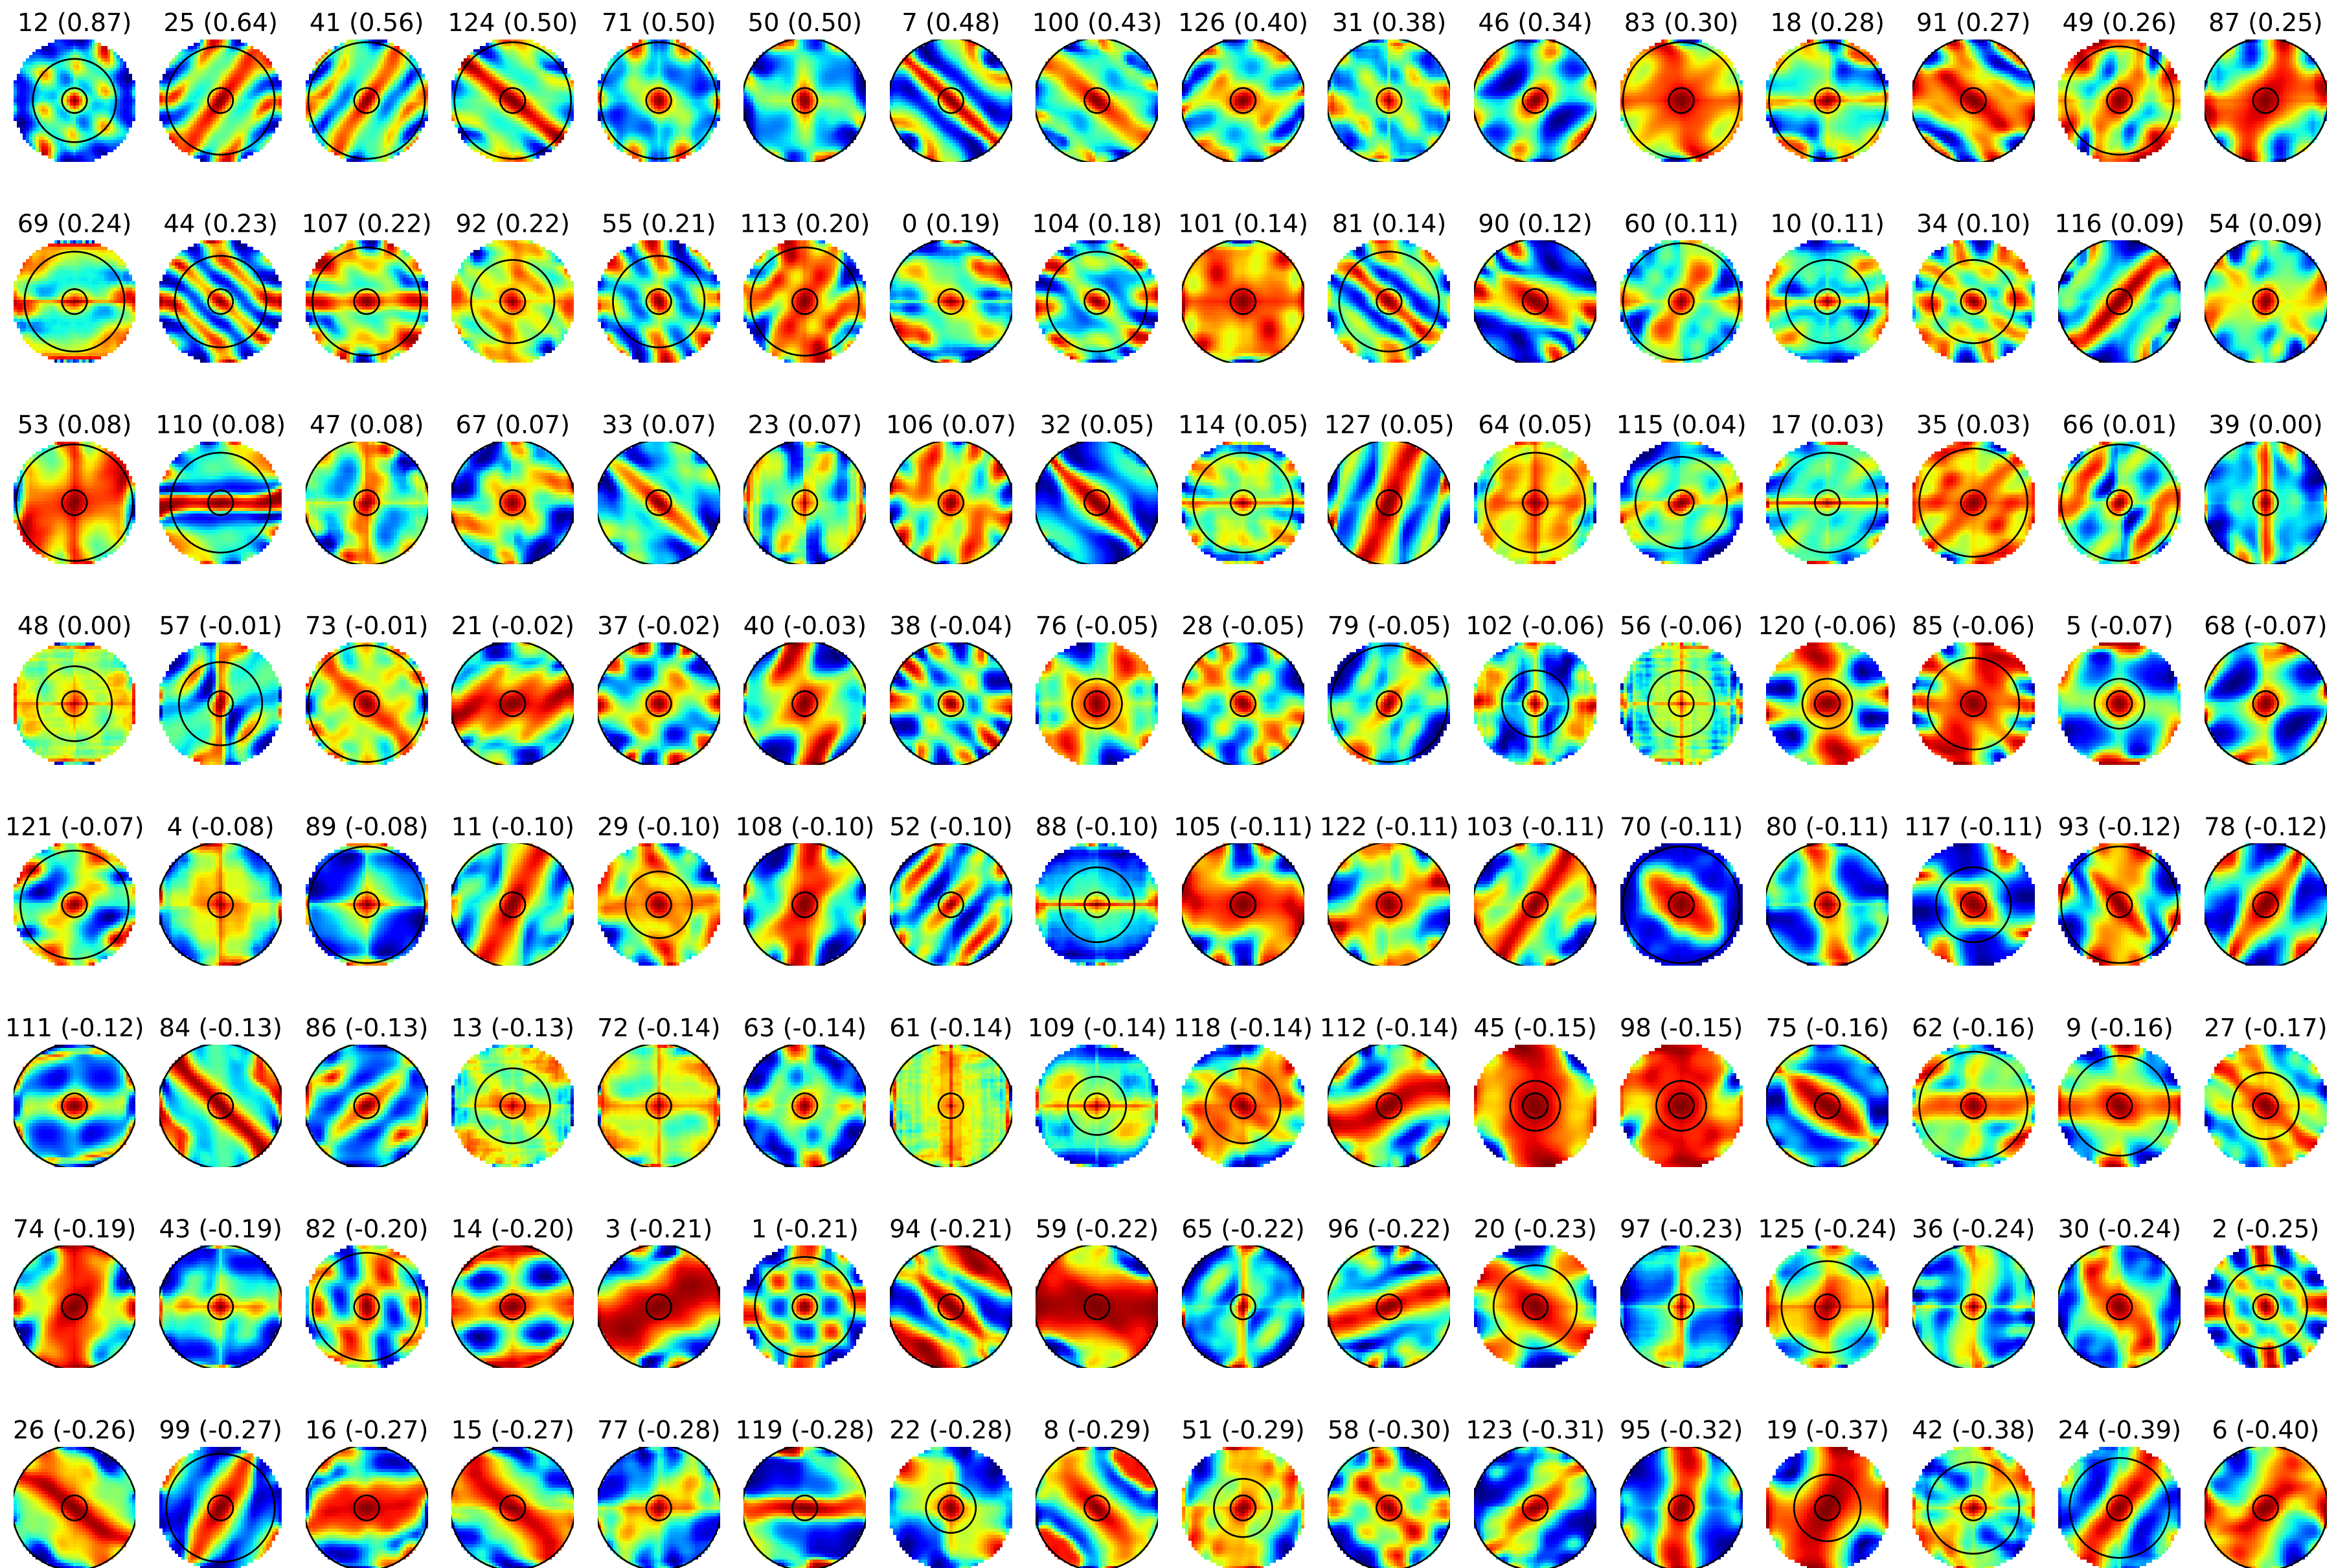 12 (0.87) 25 (0.64) 41 (0.56) 124 (0.50) 71 (0.50) 50 (0.50) 7 (0.48) 100 (0.43) 126 (0.40) 31 (0.38) 46 (0.34) 83 (0.30) 18 (0.28) 91 (0.27) 49 (0.26) 87 (0.25)
69 (0.24) 44 (0.23) 107 (0.22) 92 (0.22) 55 (0.21) 113 (0.20) 0 (0.19) 104 (0.18) 101 (0.14) 81 (0.14) 90 (0.12) 60 (0.11) 10 (0.11) 34 (0.10) 116 (0.09) 54 (0.09)
53 (0.08) 110 (0.08) 47 (0.08) 67 (0.07) 33 (0.07) 23 (0.07) 106 (0.07) 32 (0.05) 114 (0.05) 127 (0.05) 64 (0.05) 115 (0.04) 17 (0.03) 35 (0.03) 66 (0.01) 39 (0.00)
48 (0.00) 57 (-0.01) 73 (-0.01) 21 (-0.02) 37 (-0.02) 40 (-0.03) 38 (-0.04) 76 (-0.05) 28 (-0.05) 79 (-0.05) 102 (-0.06) 56 (-0.06) 120 (-0.06) 85 (-0.06) 5 (-0.07) 68 (-0.07)
121 (-0.07) 4 (-0.08) 89 (-0.08) 11 (-0.10) 29 (-0.10) 108 (-0.10) 52 (-0.10) 88 (-0.10) 105 (-0.11) 122 (-0.11) 103 (-0.11) 70 (-0.11) 80 (-0.11) 117 (-0.11) 93 (-0.12) 78 (-0.12)
111 (-0.12) 84 (-0.13) 86 (-0.13) 13 (-0.13) 72 (-0.14) 63 (-0.14) 61 (-0.14) 109 (-0.14) 118 (-0.14) 112 (-0.14) 45 (-0.15) 98 (-0.15) 75 (-0.16) 62 (-0.16) 9 (-0.16) 27 (-0.17)
74 (-0.19) 43 (-0.19) 82 (-0.20) 14 (-0.20) 3 (-0.21) 1 (-0.21) 94 (-0.21) 59 (-0.22) 65 (-0.22) 96 (-0.22) 20 (-0.23) 97 (-0.23) 125 (-0.24) 36 (-0.24) 30 (-0.24) 2 (-0.25)
26 (-0.26) 99 (-0.27) 16 (-0.27) 15 (-0.27) 77 (-0.28) 119 (-0.28) 22 (-0.28) 8 (-0.29) 51 (-0.29) 58 (-0.30) 123 (-0.31) 95 (-0.32) 19 (-0.37) 42 (-0.38) 24 (-0.39) 6 (-0.40)